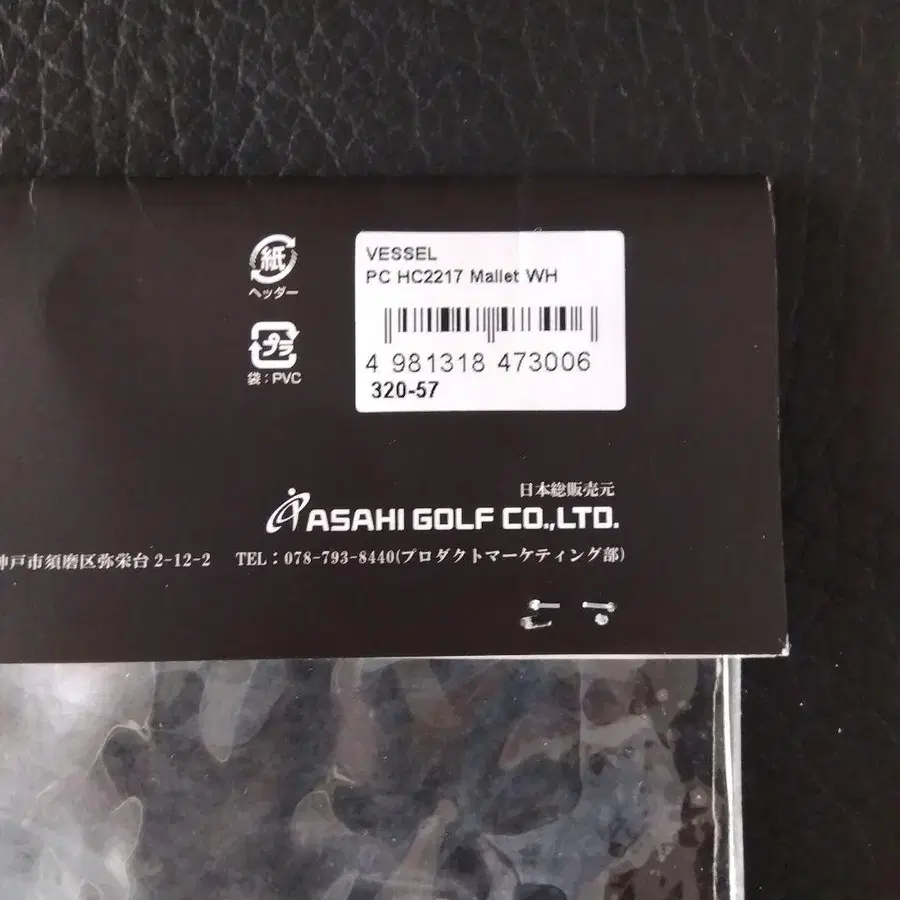 紙
ヘッダー
プラ
袋：PVC
VESSEL
PC HC2217 Mallet WH
4 981318 473006
320-57
日本総販売元
ASAHI GOLF CO.,LTD.
神戸市須磨区弥栄台2-12-2 TEL：078-793-8440(プロダクトマーケティング部)